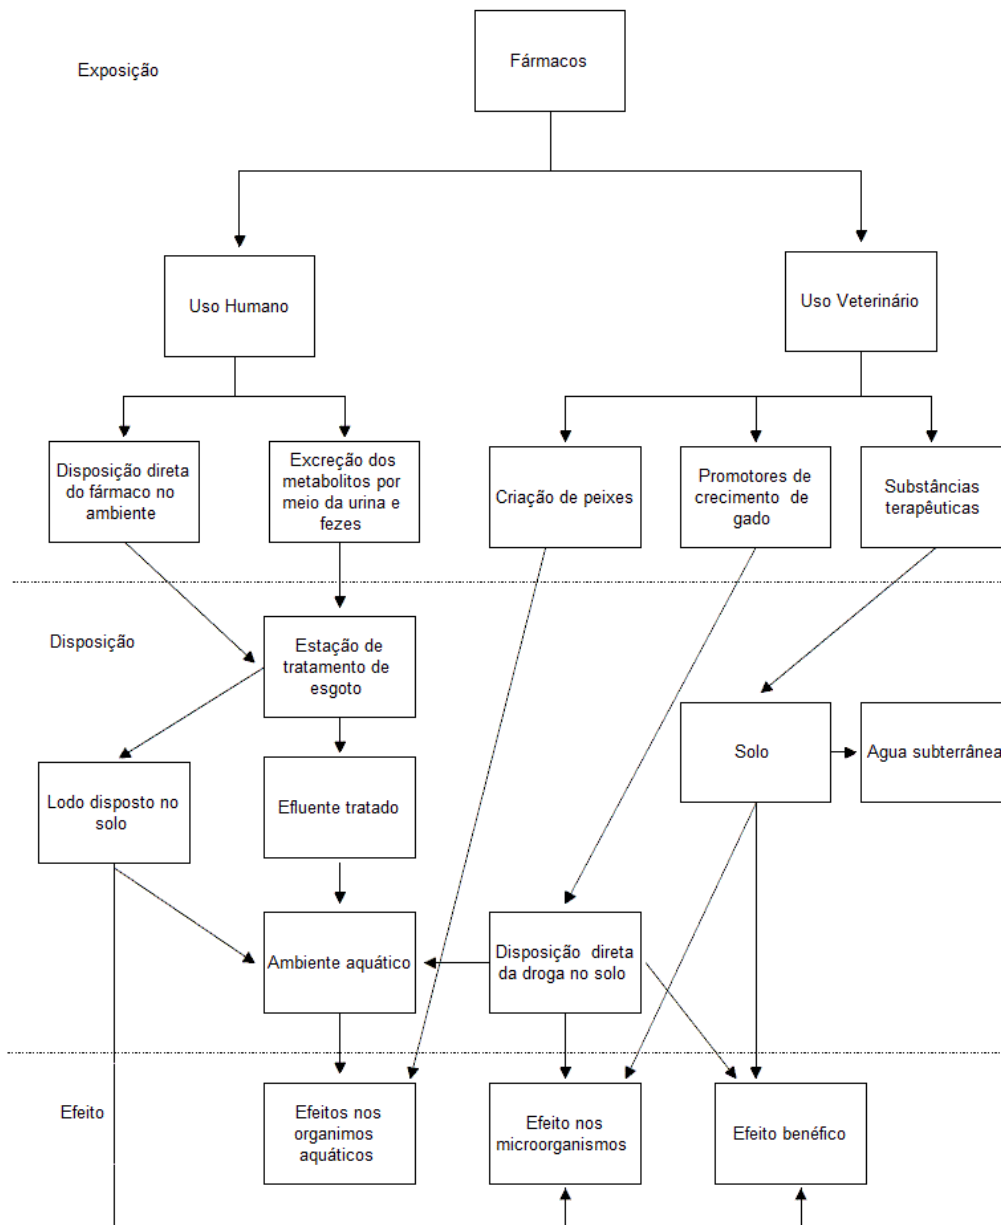 Exposição
Fármacos
Uso Humano
Uso Veterinário
Disposição direta
do fármaco no
ambiente
Excreção dos
metabolitos por
meio da urina e
fezes
Criação de peixes
Promotores de
crecimento de
gado
Substâncias
terapêuticas
Disposição
Estação de
tratamento de
esgoto
Solo
Agua subterrânea
Lodo disposto no
solo
Efluente tratado
Ambiente aquático
Disposição direta
da droga no solo
Efeito
Efeitos nos
organimos
aquáticos
Efeito nos
microorganismos
Efeito benéfico